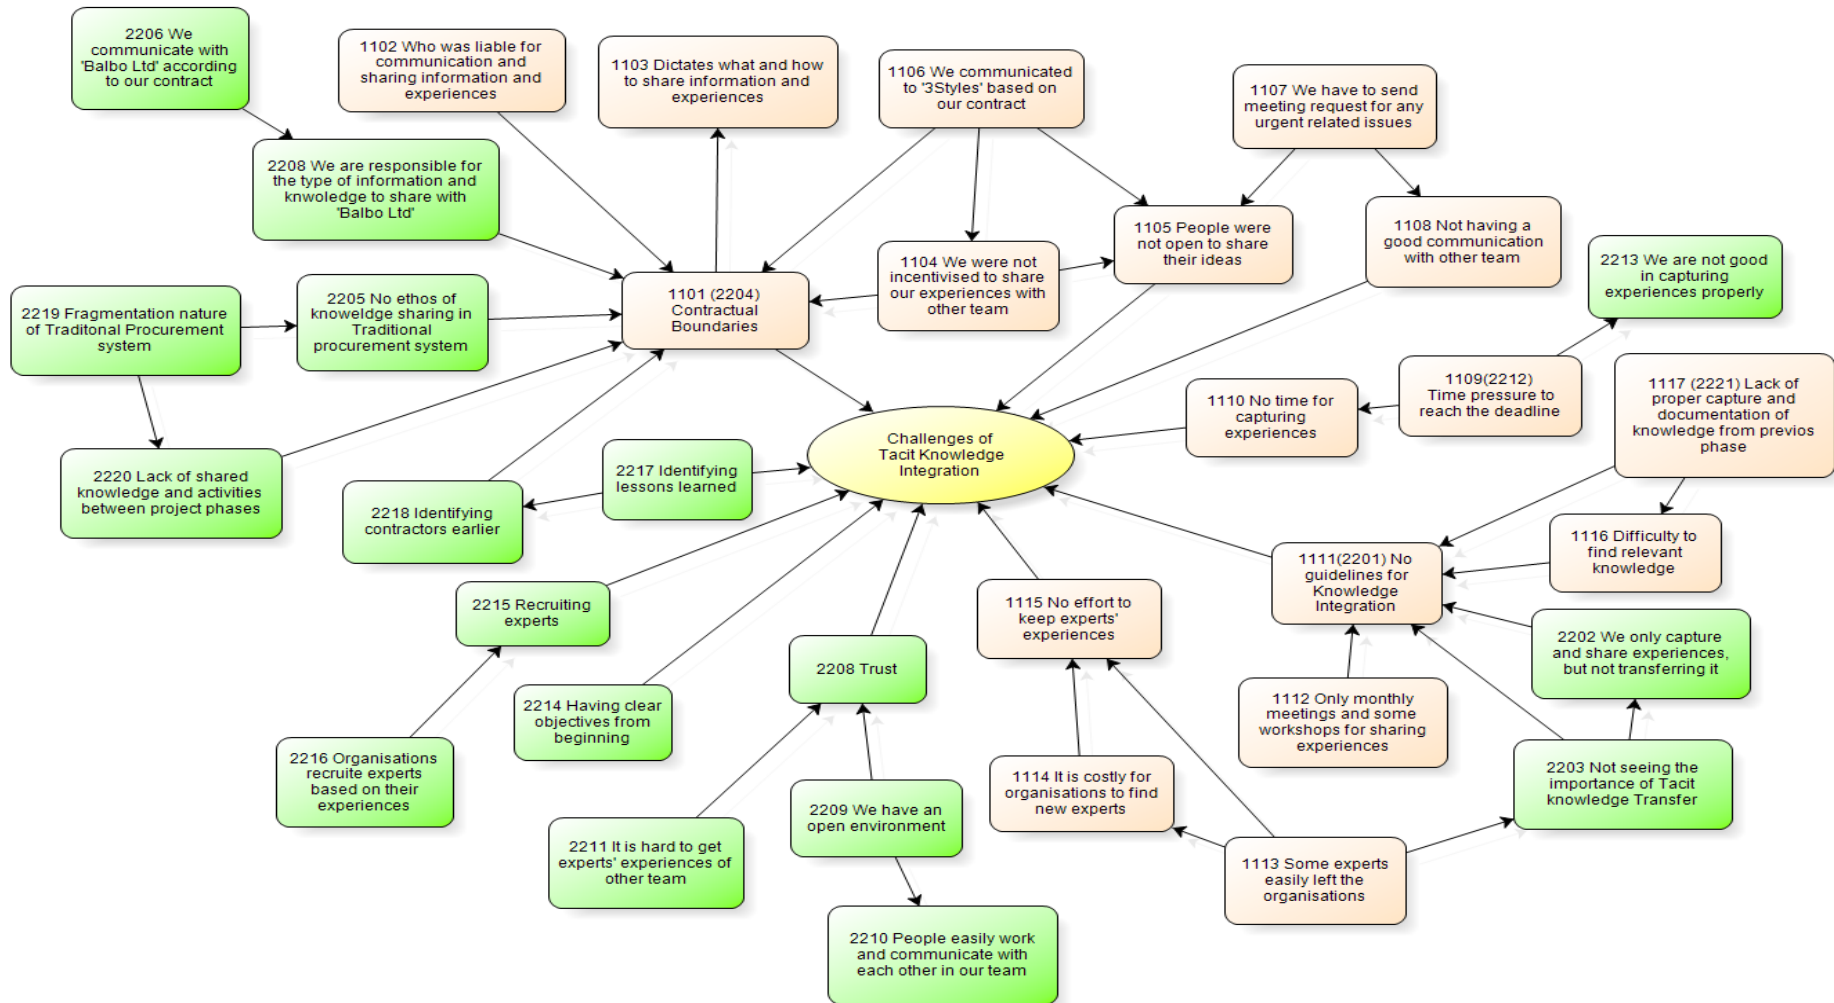 2206 We
communicate with
'Balbo Ltd' according
to our contract
1102 Who was liable for
communication and
sharing information and
experiences
1103 Dictates what and how
to share information and
experiences
1106 We communicated
to '3Styles' based on
our contract
1107 We have to send
meeting request for any
urgent related issues
2208 We are responsible for
the type of information and
knwoledge to share with
'Balbo Ltd'
1105 People were
not open to share
their ideas
1108 Not having a
good communication
with other team
1104 We were not
incentivised to share
our experiences with
other team
2213 We are not good
in capturing
experiences properly
2219 Fragmentation nature
of Traditonal Procurement
system
2205 No ethos of
knoweldge sharing in
Traditional
procurement system
1101 (2204)
Contractual
Boundaries
1110 No time for
capturing
experiences
1109(2212)
Time pressure to
reach the deadline
1117 (2221) Lack of
proper capture and
documentation of
knowledge from previos
phase
Challenges of
Tacit Knowledge
Integration
2220 Lack of shared
knowledge and activities
between project phases
2218 Identifying
contractors earlier
2217 Identifying
lessons learned
1116 Difficulty to
find relevant
knowledge
1111(2201) No
guidelines for
Knowledge
Integration
2215 Recruiting
experts
1115 No effort to
keep experts'
experiences
2202 We only capture
and share experiences,
but not transferring it
2208 Trust
2214 Having clear
objectives from
beginning
1112 Only monthly
meetings and some
workshops for sharing
experiences
2216 Organisations
recruite experts
based on their
experiences
1114 It is costly for
organisations to find
new experts
2203 Not seeing the
importance of Tacit
knowledge Transfer
2209 We have an
open environment
2211 It is hard to get
experts' experiences of
other team
1113 Some experts
easily left the
organisations
2210 People easily work
and communicate with
each other in our team